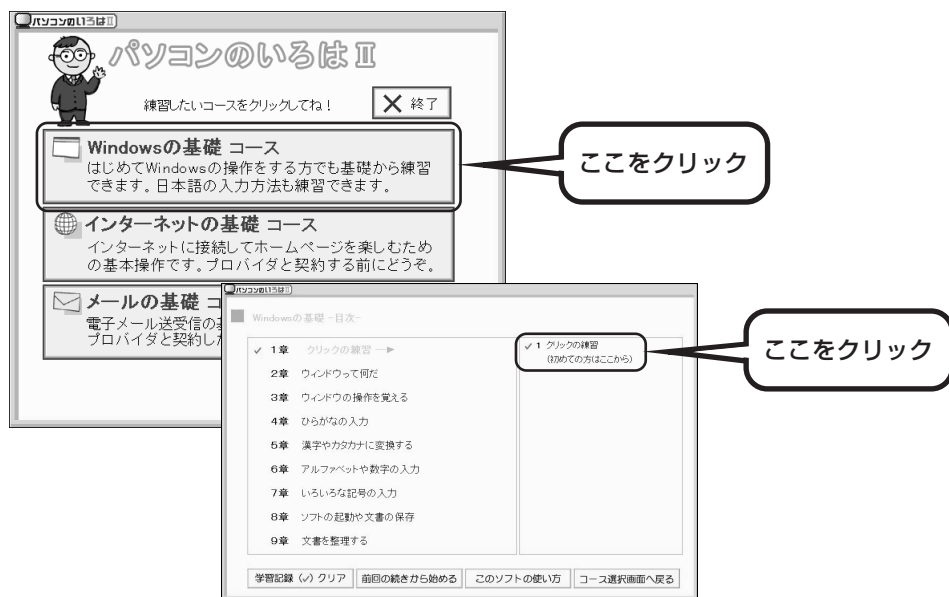 パソコンのいろはⅡ
パソコンのいろはⅡ
練習したいコースをクリックしてね!
終了
Windowsの基礎 コース
はじめてWindowsの操作をする方でも基礎から練習
できます。日本語の入力方法も練習できます。
ここをクリック
インターネットの基礎 コース
インターネットに接続してホームページを楽しむため
の基本操作です。プロバイダと契約する前にどうぞ。
メールの基礎 コ
電子メール送受信の
プロバイダと契約した
パソコンのいろはⅡ
Windowsの基礎 -目次-
✓ 1章 クリックの練習 →
2章 ウィンドウって何だ
3章 ウィンドウの操作を覚える
4章 ひらがなの入力
5章 漢字やカタカナに変換する
6章 アルファベットや数字の入力
7章 いろいろな記号の入力
8章 ソフトの起動や文書の保存
9章 文書を整理する
✓ 1 クリックの練習
(初めての方はここから)
ここをクリック
学習記録(✓)クリア
前回の続きから始める
このソフトの使い方
コース選択画面へ戻る